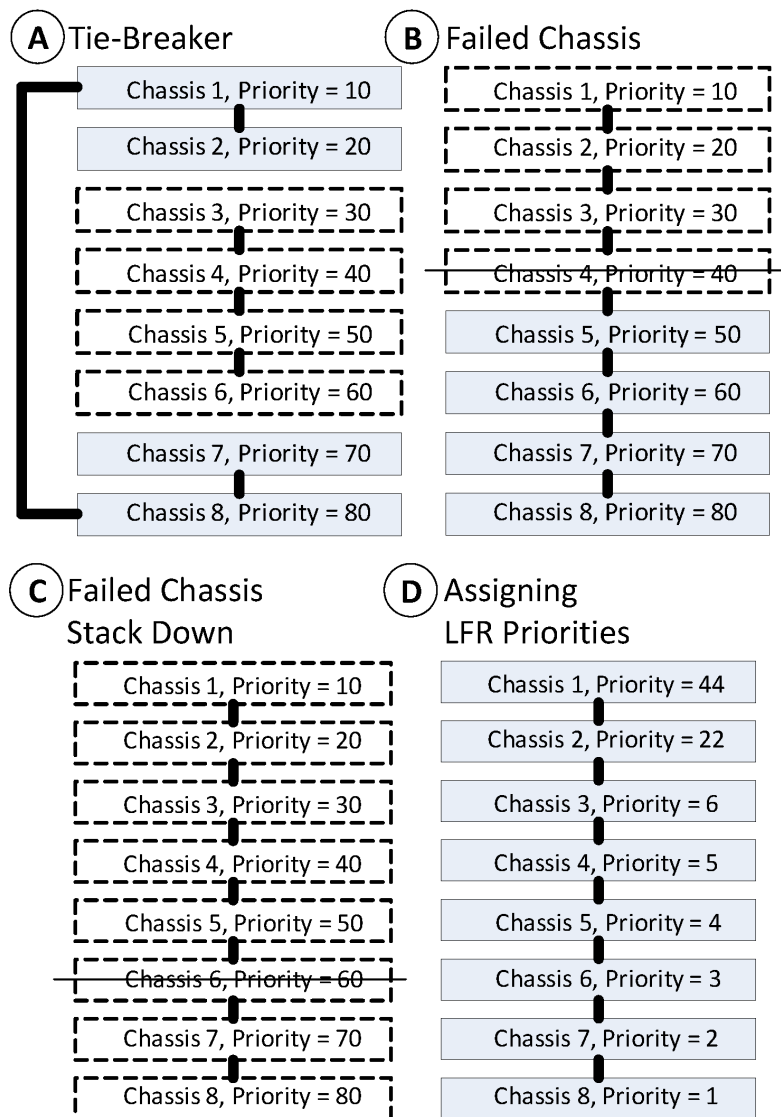 A Tie-Breaker
Chassis 1, Priority = 10
Chassis 2, Priority = 20
Chassis 3, Priority = 30
Chassis 4, Priority = 40
Chassis 5, Priority = 50
Chassis 6, Priority = 60
Chassis 7, Priority = 70
Chassis 8, Priority = 80
B Failed Chassis
Chassis 1, Priority = 10
Chassis 2, Priority = 20
Chassis 3, Priority = 30
Chassis 4, Priority = 40
Chassis 5, Priority = 50
Chassis 6, Priority = 60
Chassis 7, Priority = 70
Chassis 8, Priority = 80
C Failed Chassis
Stack Down
Chassis 1, Priority = 10
Chassis 2, Priority = 20
Chassis 3, Priority = 30
Chassis 4, Priority = 40
Chassis 5, Priority = 50
Chassis 6, Priority = 60
Chassis 7, Priority = 70
Chassis 8, Priority = 80
D Assigning
LFR Priorities
Chassis 1, Priority = 44
Chassis 2, Priority = 22
Chassis 3, Priority = 6
Chassis 4, Priority = 5
Chassis 5, Priority = 4
Chassis 6, Priority = 3
Chassis 7, Priority = 2
Chassis 8, Priority = 1